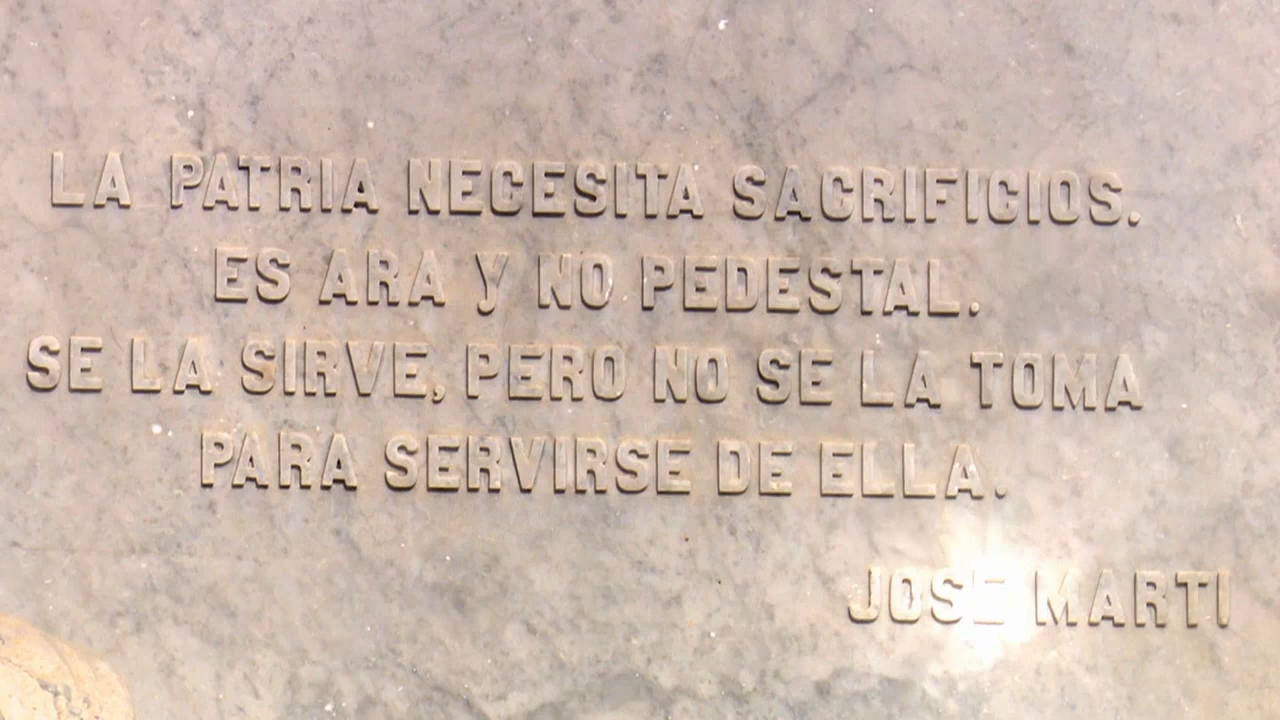 LA PATRIA NECESITA SACRIFICIOS.
ES ARA Y NO PEDESTAL.
SE LA SIRVE, PERO NO SE LA TOMA
PARA SERVIRSE DE ELLA.
JOSE MARTI